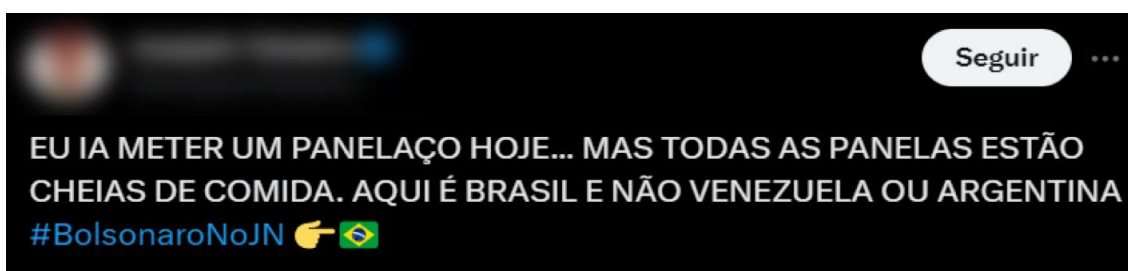 Seguir
EU IA METER UM PANELAÇO HOJE... MAS TODAS AS PANELAS ESTÃO
CHEIAS DE COMIDA. AQUI É BRASIL E NÃO VENEZUELA OU ARGENTINA
#BolsonaroNoJN 👉🇧🇷